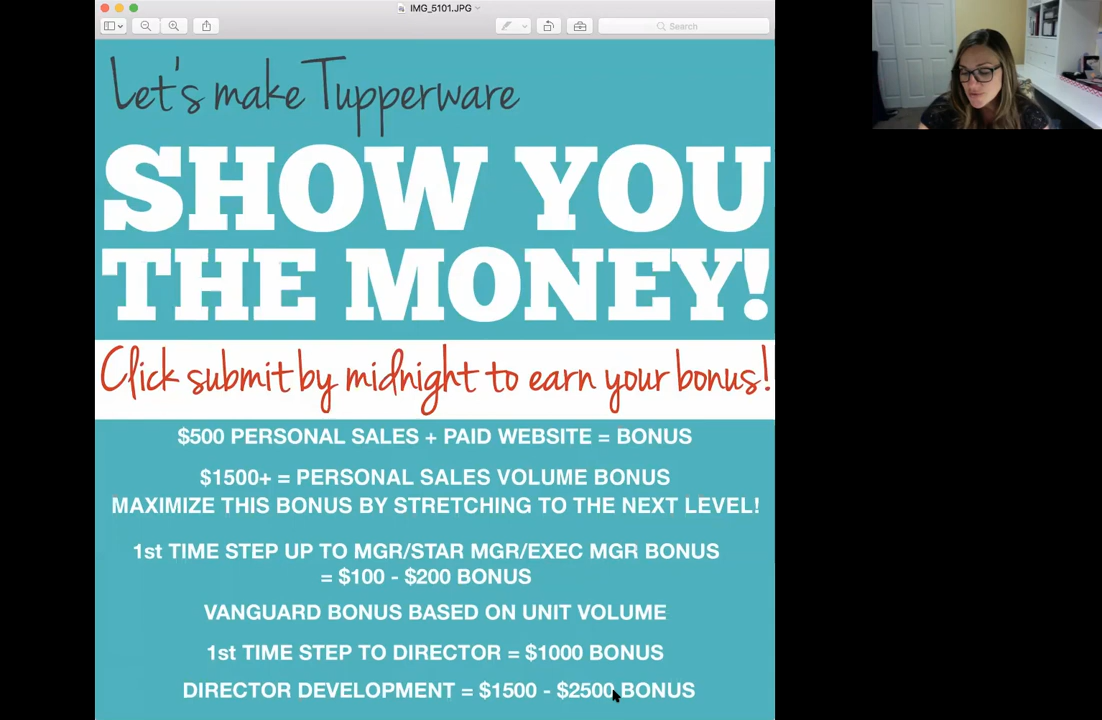 IMG_5101.JPG
Search
Let's make Tupperware
SHOW YOU
THE MONEY!
Click submit by midnight to earn your bonus!
$500 PERSONAL SALES + PAID WEBSITE = BONUS
$1500+ = PERSONAL SALES VOLUME BONUS
MAXIMIZE THIS BONUS BY STRETCHING TO THE NEXT LEVEL!
1st TIME STEP UP TO MGR/STAR MGR/EXEC MGR BONUS
= $100 - $200 BONUS
VANGUARD BONUS BASED ON UNIT VOLUME
1st TIME STEP TO DIRECTOR = $1000 BONUS
DIRECTOR DEVELOPMENT = $1500 - $2500 BONUS